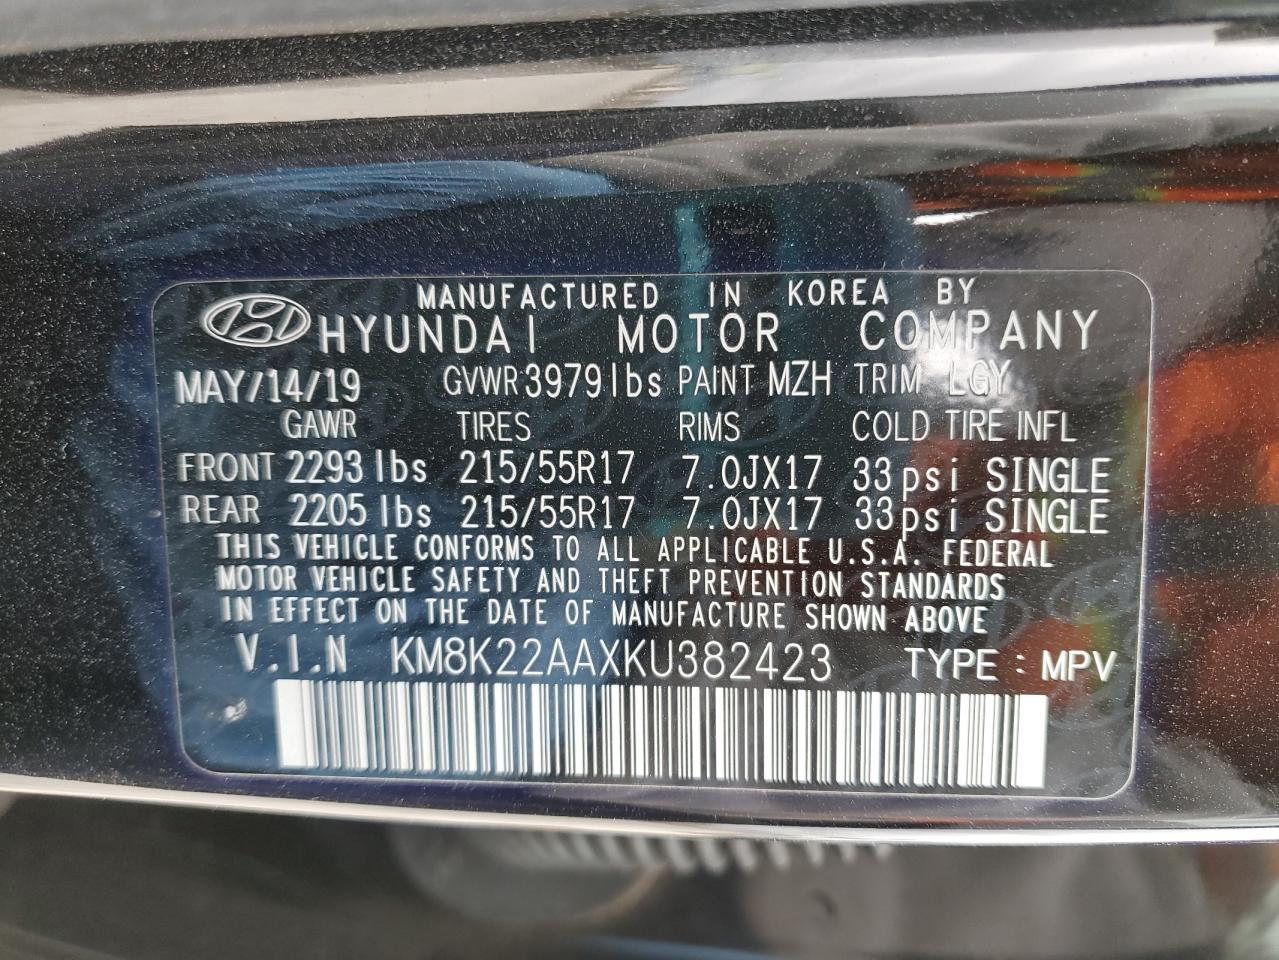 MANUFACTURED IN KOREA BY
HYUNDAI MOTOR COMPANY
MAY/14/19 GVWR 3979lbs PAINT MZH TRIM LGY
GAWR TIRES RIMS COLD TIRE INFL
FRONT 2293 lbs 215/55R17 7.0JX17 33psi SINGLE
REAR 2205 lbs 215/55R17 7.0JX17 33psi SINGLE
THIS VEHICLE CONFORMS TO ALL APPLICABLE U.S.A. FEDERAL
MOTOR VEHICLE SAFETY AND THEFT PREVENTION STANDARDS
IN EFFECT ON THE DATE OF MANUFACTURE SHOWN ABOVE
V.I.N KM8K22AAXKU382423 TYPE : MPV